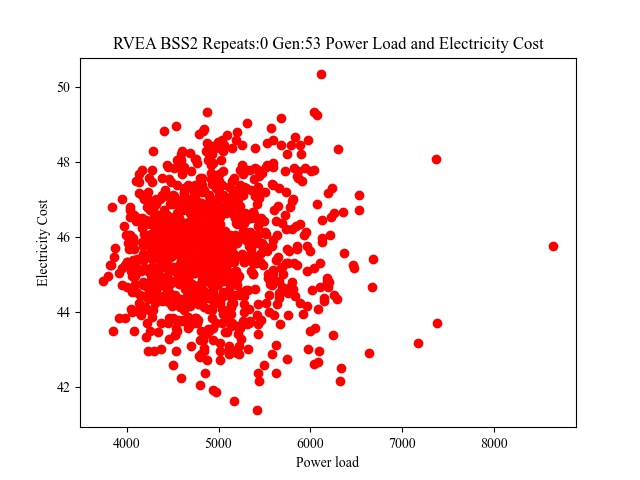 RVEA BSS2 Repeats:0 Gen:53 Power Load and Electricity Cost
50
48
46
44
42
Electricity Cost
4000 5000 6000 7000 8000
Power load